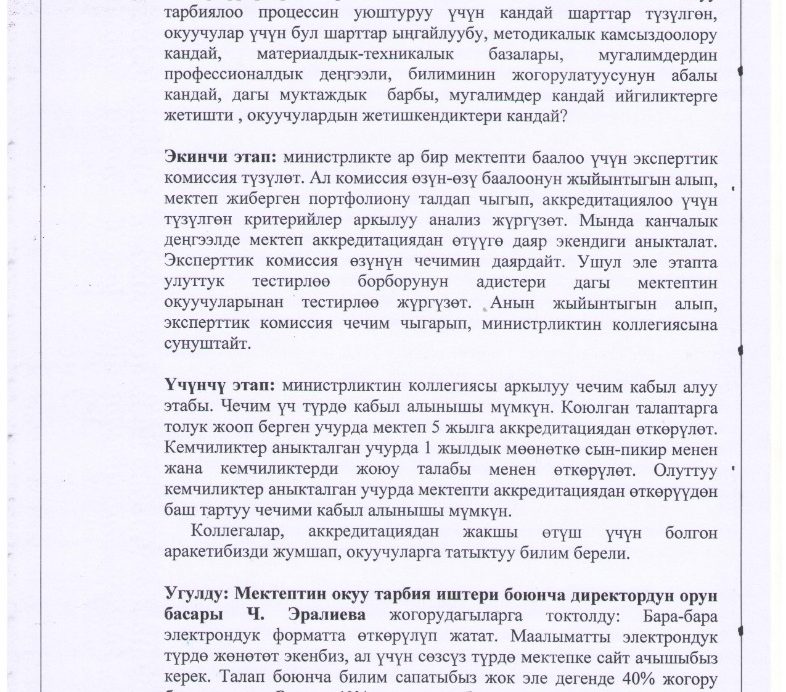 тарбиялоо процессин уюштуруу үчүн кандай шарттар түзүлгөн,
окуучулар үчүн бул шарттар ыңгайлуубу, методикалык камсыздоолору
кандай, материалдык-техникалык базалары, мугалимдердин
профессионалдык деңгээли, билиминин жогорулатуусунун абалы
кандай, дагы муктаждык барбы, мугалимдер кандай ийгиликтерге
жетишти , окуучулардын жетишкендиктери кандай?
Экинчи этап: министрликте ар бир мектепти баалоо үчүн эксперттик
комиссия түзүлөт. Ал комиссия өзүн-өзү баалоонун жыйынтыгын алып,
мектеп жиберген портфолиону талдап чыгып, аккредитациялоо үчүн
түзүлгөн критерийлер аркылуу анализ жүргүзөт. Мында канчалык
деңгээлде мектеп аккредитациядан өтүүгө даяр экендиги аныкталат.
Эксперттик комиссия өзүнүн чечимин даярдайт. Ушул эле этапта
улуттук тестирлөө борборунун адистери дагы мектептин
окуучуларынан тестирлөө жүргүзөт. Анын жыйынтыгын алып,
эксперттик комиссия чечим чыгарып, министрликтин коллегиясына
сунуштайт.
Үчүнчү этап: министрликтин коллегиясы аркылуу чечим кабыл алуу
этабы. Чечим үч түрдө кабыл алынышы мүмкүн. Коюлган талаптарга
толук жооп берген учурда мектеп 5 жылга аккредитациядан өткөрүлөт.
Кемчиликтер аныкталган учурда 1 жылдык мөөнөткө сын-пикир менен
жана кемчиликтерди жоюу талабы менен өткөрүлөт. Олуттуу
кемчиликтер аныкталган учурда мектепти аккредитациядан өткөрүүдөн
баш тартуу чечими кабыл алынышы мүмкүн.
Коллегалар, аккредитациядан жакшы өтүш үчүн болгон
аракетибизди жумшап, окуучуларга татыктуу билим берели.
Угулду: Мектептин окуу тарбия иштери боюнча директордун орун
басары Ч. Эралиева жогорудагыларга токтолду: Бара-бара
электрондук форматта өткөрүлүп жатат. Маалыматты электрондук
түрдө жөнөтөт экенбиз, ал үчүн сөзсүз түрдө мектепке сайт ачышыбыз
керек. Талап боюнча билим сапатыбыз жок эле дегенде 40% жогору